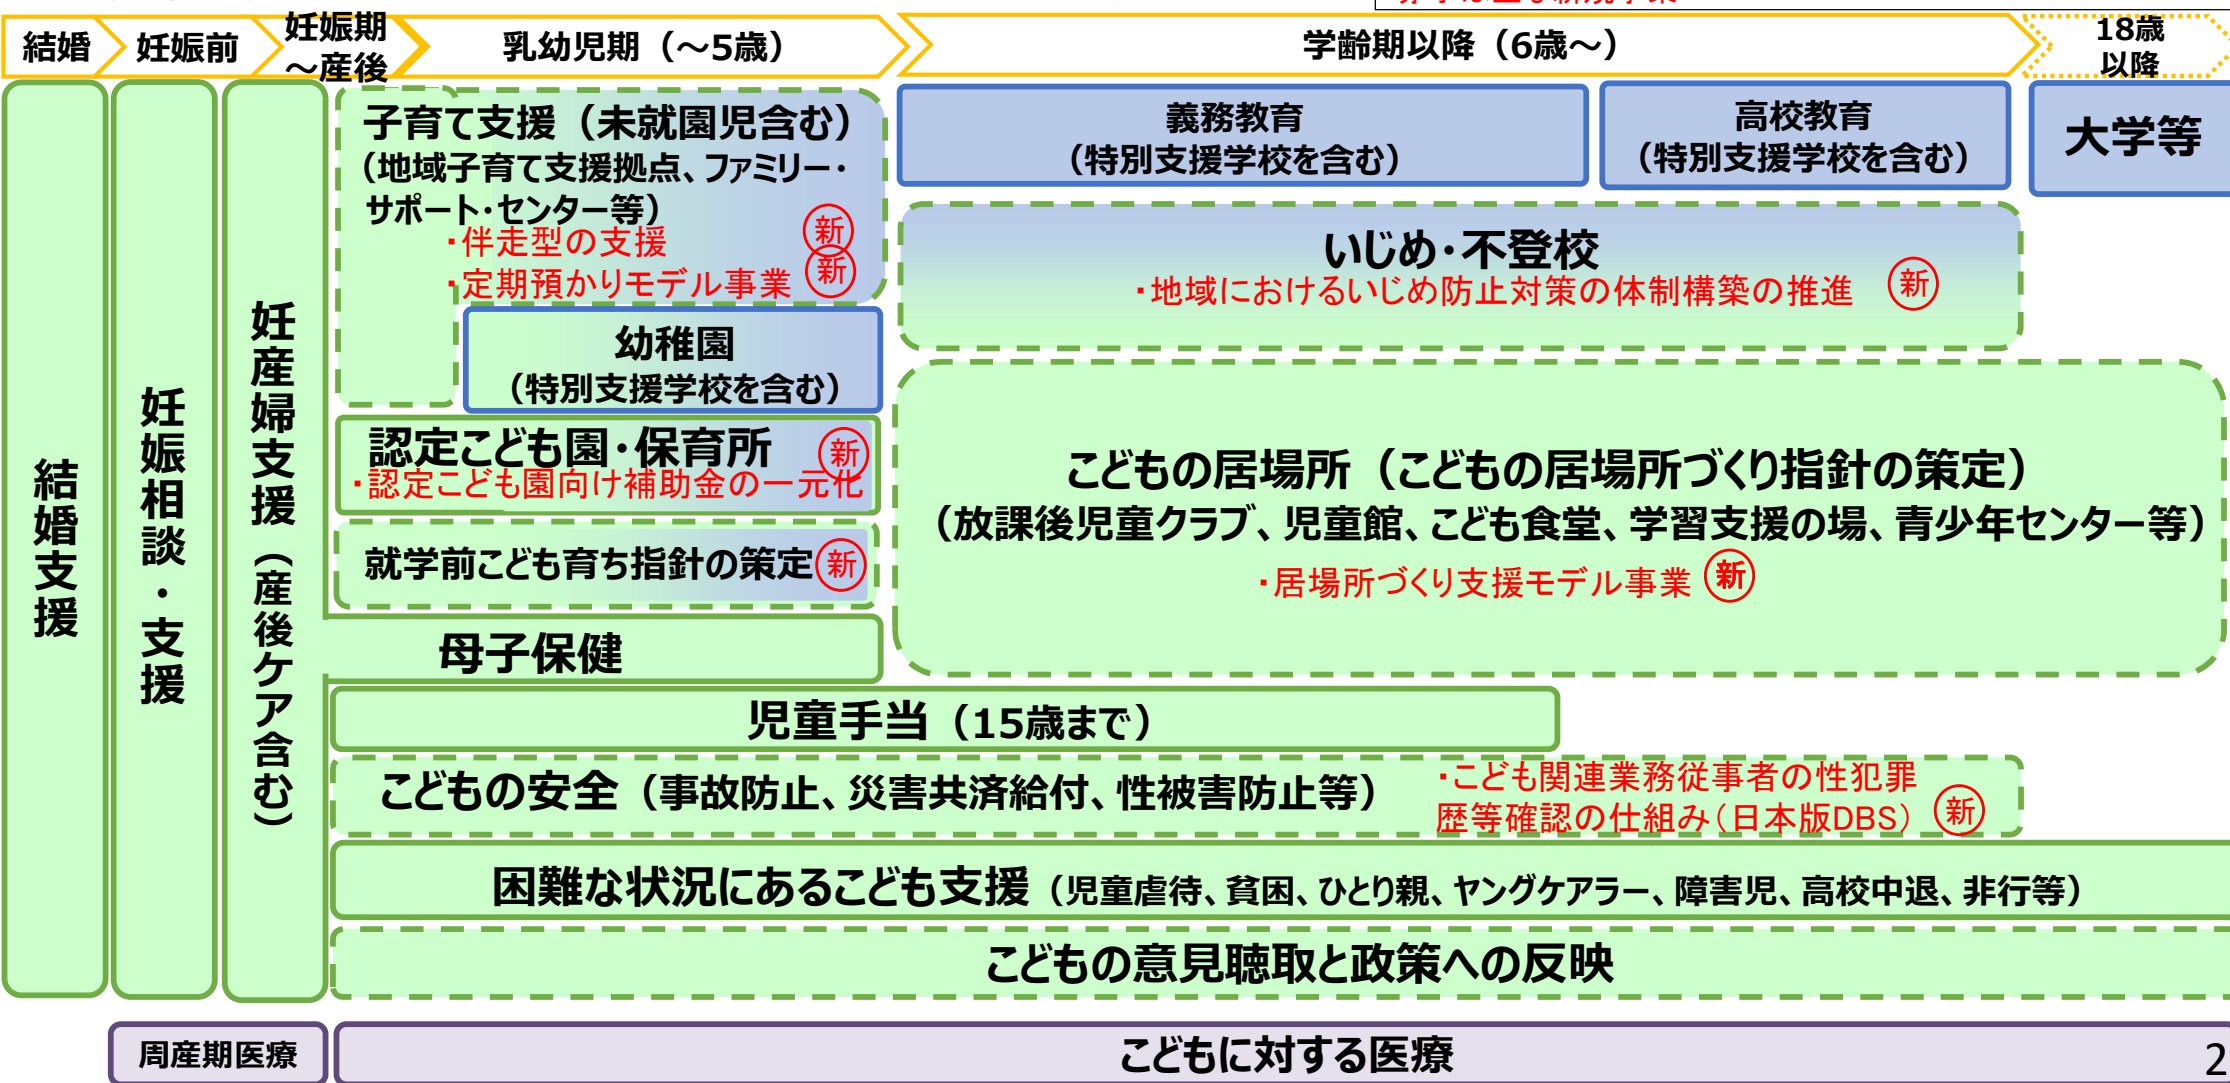 結婚
妊娠前
妊娠期
～産後
乳幼児期（～5歳）
学齢期以降（6歳～）
18歳
以降
結婚支援
妊娠相談・支援
妊産婦支援（産後ケア含む）
子育て支援（未就園児含む）
（地域子育て支援拠点、ファミリー・
サポート・センター等）
・伴走型の支援 新
・定期預かりモデル事業 新
幼稚園
（特別支援学校を含む）
認定こども園・保育所 新
・認定こども園向け補助金の一元化
就学前こども育ち指針の策定 新
母子保健
義務教育
（特別支援学校を含む）
高校教育
（特別支援学校を含む）
大学等
いじめ・不登校
・地域におけるいじめ防止対策の体制構築の推進 新
こどもの居場所（こどもの居場所づくり指針の策定）
（放課後児童クラブ、児童館、こども食堂、学習支援の場、青少年センター等）
・居場所づくり支援モデル事業 新
児童手当（15歳まで）
こどもの安全（事故防止、災害共済給付、性被害防止等）
・こども関連業務従事者の性犯罪
歴等確認の仕組み（日本版DBS） 新
困難な状況にあるこども支援（児童虐待、貧困、ひとり親、ヤングケアラー、障害児、高校中退、非行等）
こどもの意見聴取と政策への反映
周産期医療
こどもに対する医療
2